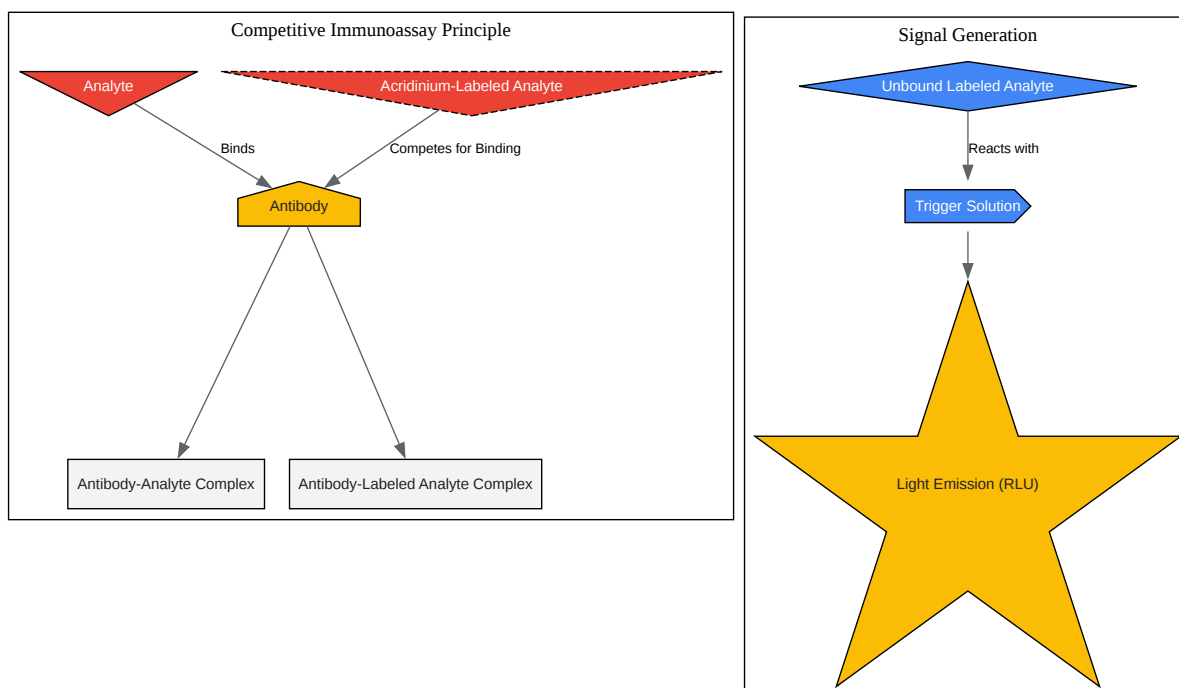 Competitive Immunoassay Principle
Analyte
Acridinium-Labeled Analyte
Binds
Competes for Binding
Antibody
Antibody-Analyte Complex
Antibody-Labeled Analyte Complex
Signal Generation
Unbound Labeled Analyte
Reacts with
Trigger Solution
Light Emission (RLU)